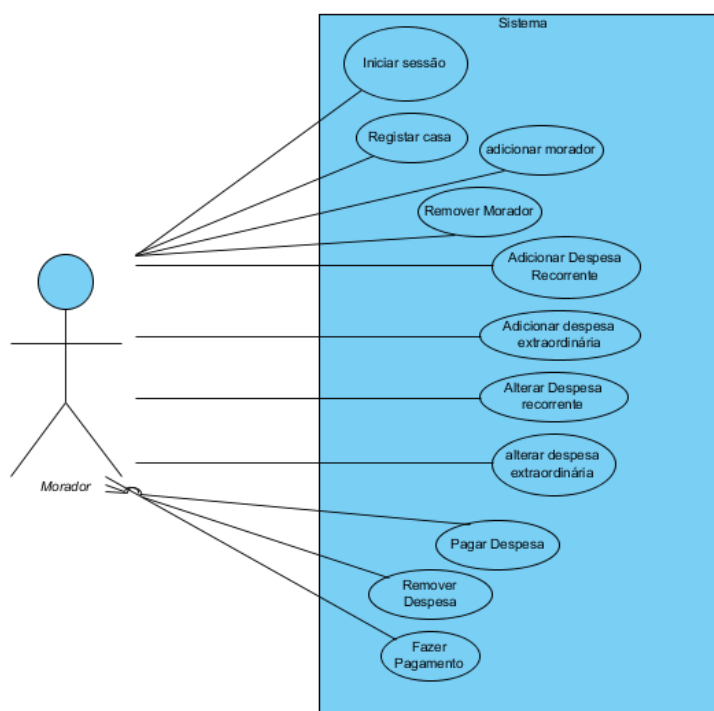 Sistema
Iniciar sessão
Registar casa
adicionar morador
Remover Morador
Adicionar Despesa
Recorrente
Adicionar despesa
extraordinária
Alterar Despesa
recorrente
alterar despesa
extraordinária
Morador
Pagar Despesa
Remover
Despesa
Fazer
Pagamento